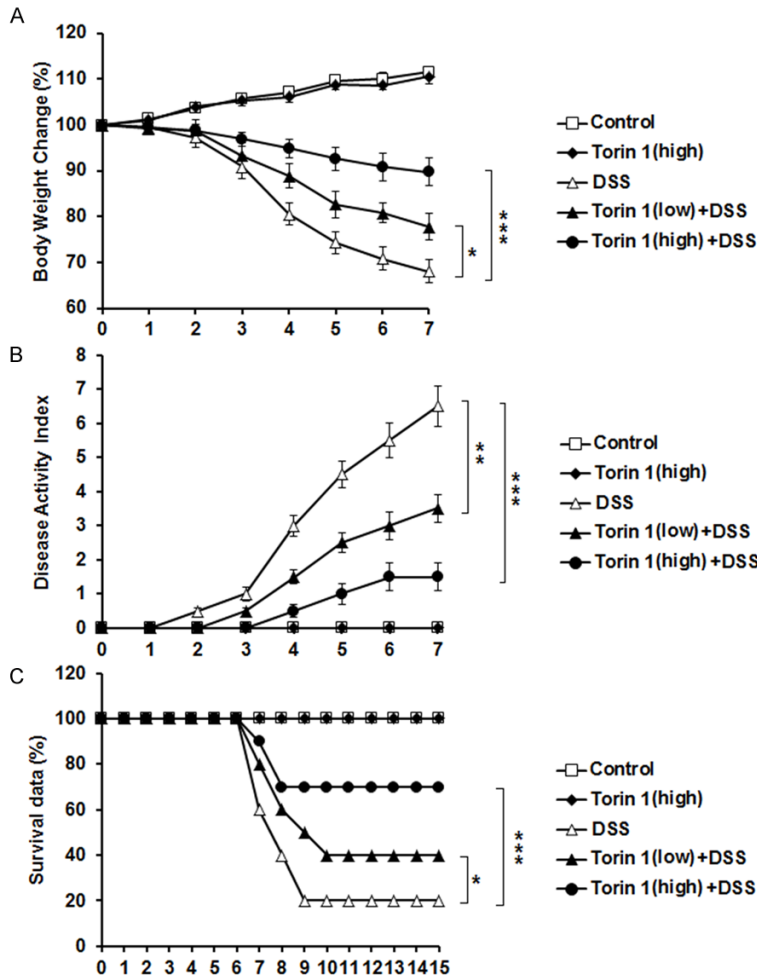 A
Body Weight Change (%)
120
110
100
90
80
70
60
0 1 2 3 4 5 6 7
***
*
Control
Torin 1(high)
DSS
Torin 1(low)+DSS
Torin 1(high)+DSS
B
Disease Activity Index
8
7
6
5
4
3
2
1
0
0 1 2 3 4 5 6 7
**
***
Control
Torin 1(high)
DSS
Torin 1(low)+DSS
Torin 1(high)+DSS
C
Survival data (%)
120
100
80
60
40
20
0
0 1 2 3 4 5 6 7 8 9 10 11 12 13 14 15
*
***
Control
Torin 1(high)
DSS
Torin 1(low)+DSS
Torin 1(high)+DSS